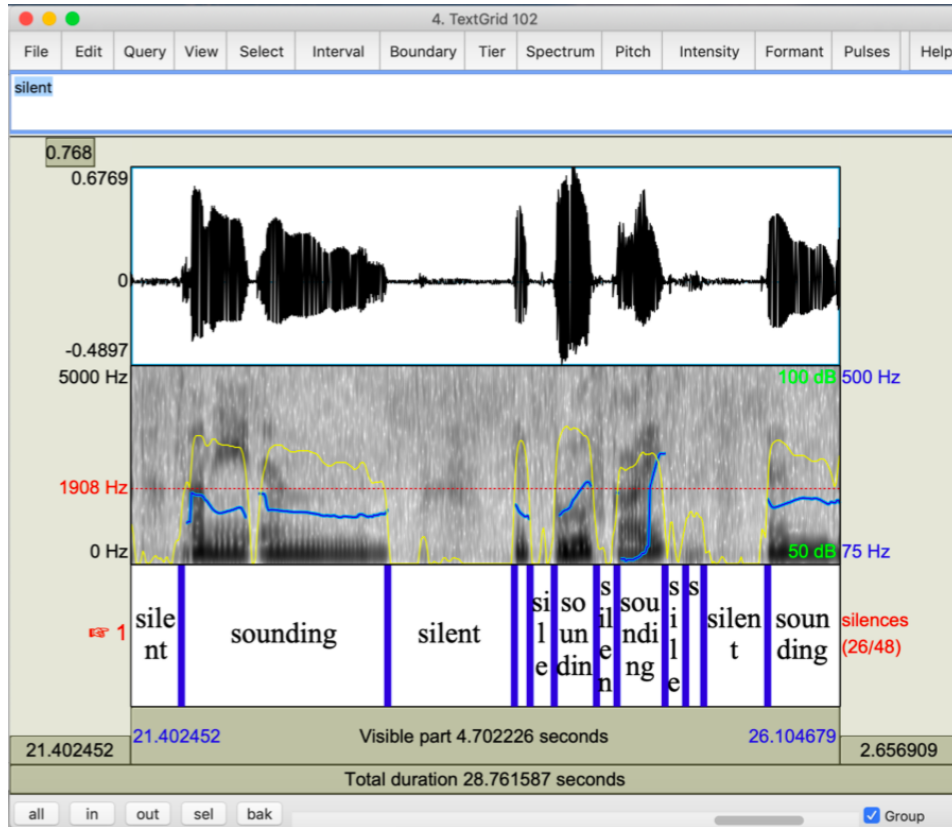 4. TextGrid 102
File Edit Query View Select Interval Boundary Tier Spectrum Pitch Intensity Formant Pulses Help
silent
0.768
0.6769
0
-0.4897
5000 Hz 100 dB 500 Hz
1908 Hz
0 Hz 50 dB 75 Hz
☞ 1
sile
nt
sounding
silent
si
l
e
so
un
din
s
il
e
n
sou
ndi
ng
s
i
l
e
s
silen
t
soun
ding
silences
(26/48)
21.402452 Visible part 4.702226 seconds 26.104679
21.402452 2.656909
Total duration 28.761587 seconds
all in out sel bak Group